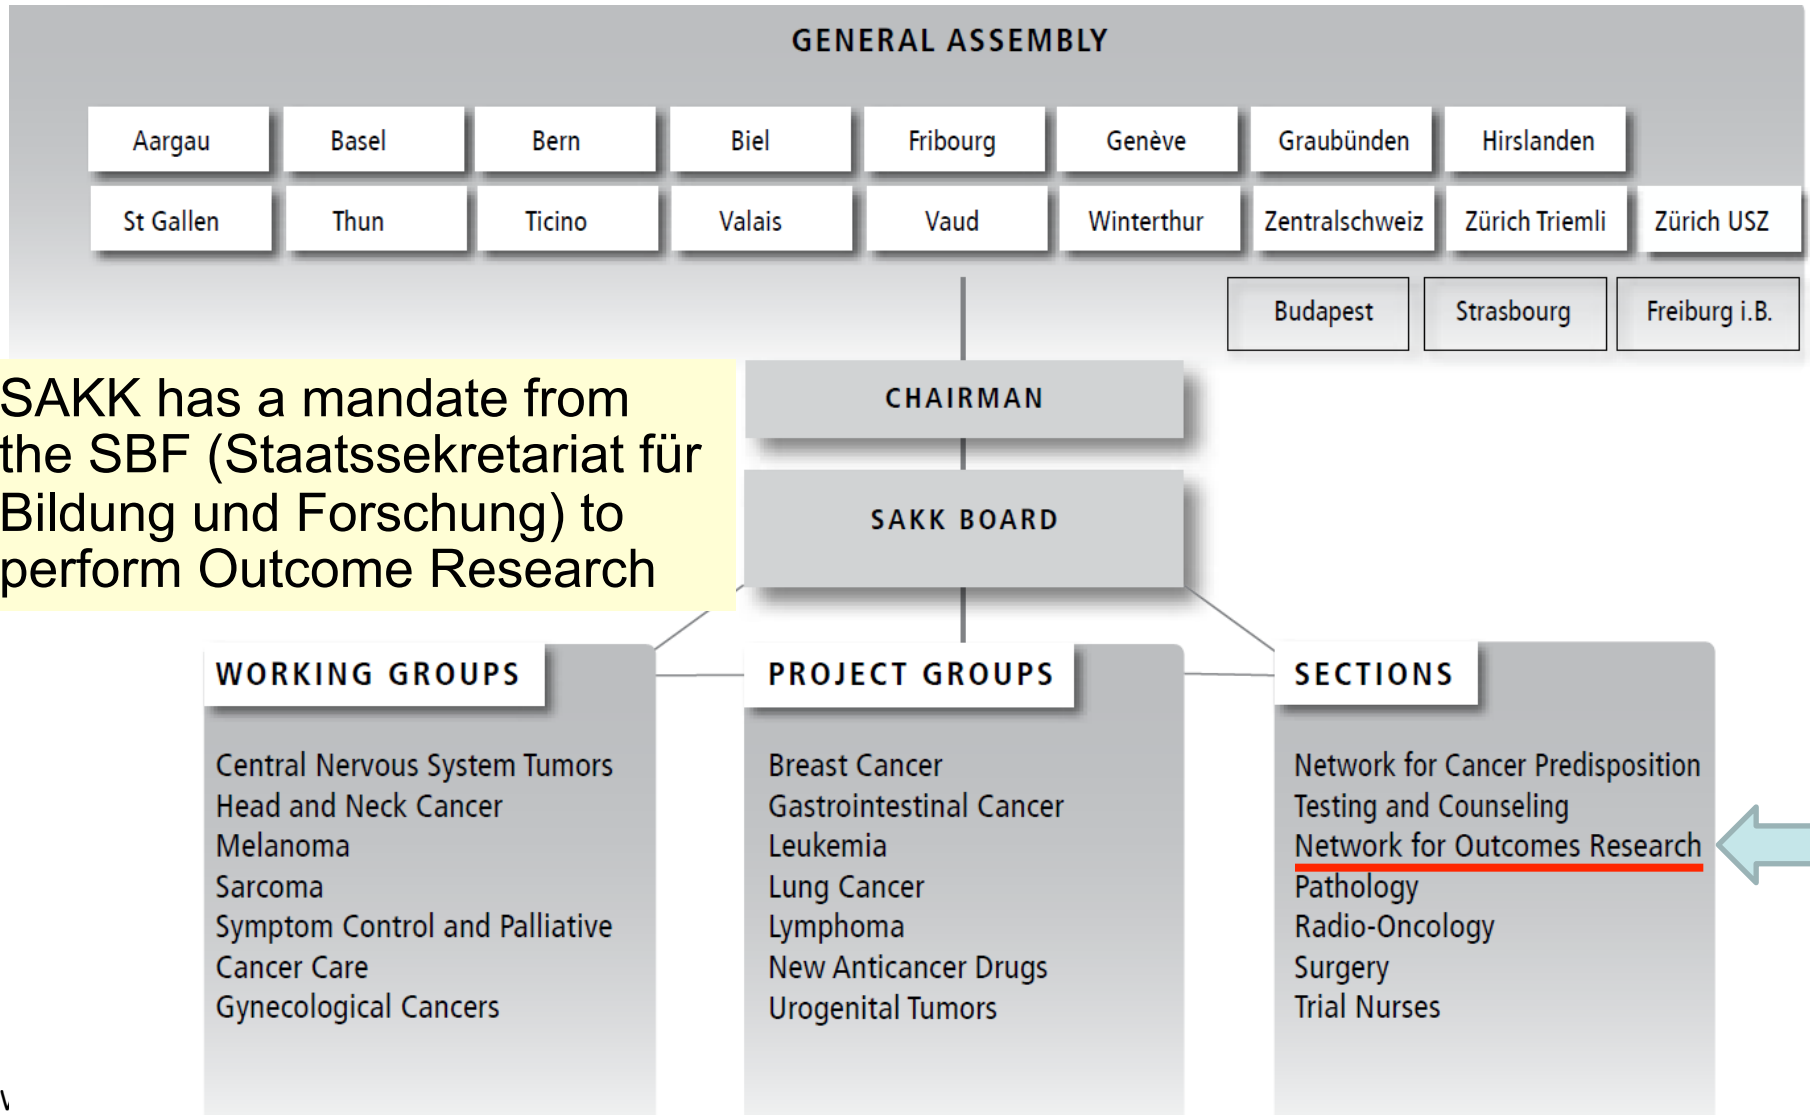 GENERAL ASSEMBLY
Aargau Basel Bern Biel Fribourg Genève Graubünden Hirslanden
St Gallen Thun Ticino Valais Vaud Winterthur Zentralschweiz Zürich Triemli Zürich USZ
Budapest Strasbourg Freiburg i.B.
SAKK has a mandate from
the SBF (Staatssekretariat für
Bildung und Forschung) to
perform Outcome Research
CHAIRMAN
SAKK BOARD
WORKING GROUPS
Central Nervous System Tumors
Head and Neck Cancer
Melanoma
Sarcoma
Symptom Control and Palliative
Cancer Care
Gynecological Cancers
PROJECT GROUPS
Breast Cancer
Gastrointestinal Cancer
Leukemia
Lung Cancer
Lymphoma
New Anticancer Drugs
Urogenital Tumors
SECTIONS
Network for Cancer Predisposition
Testing and Counseling
Network for Outcomes Research
Pathology
Radio-Oncology
Surgery
Trial Nurses